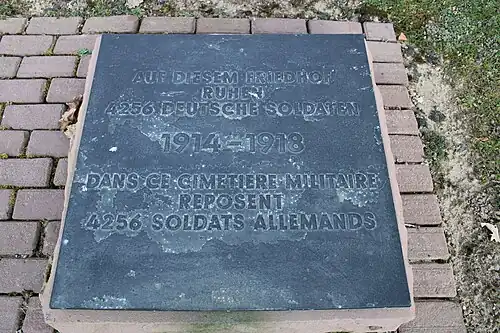 AUF DIESEM FRIEDHOF
RUHEN
4256 DEUTSCHE SOLDATEN
1914-1918
DANS CE CIMETIÈRE MILITAIRE
REPOSENT
4256 SOLDATS ALLEMANDS